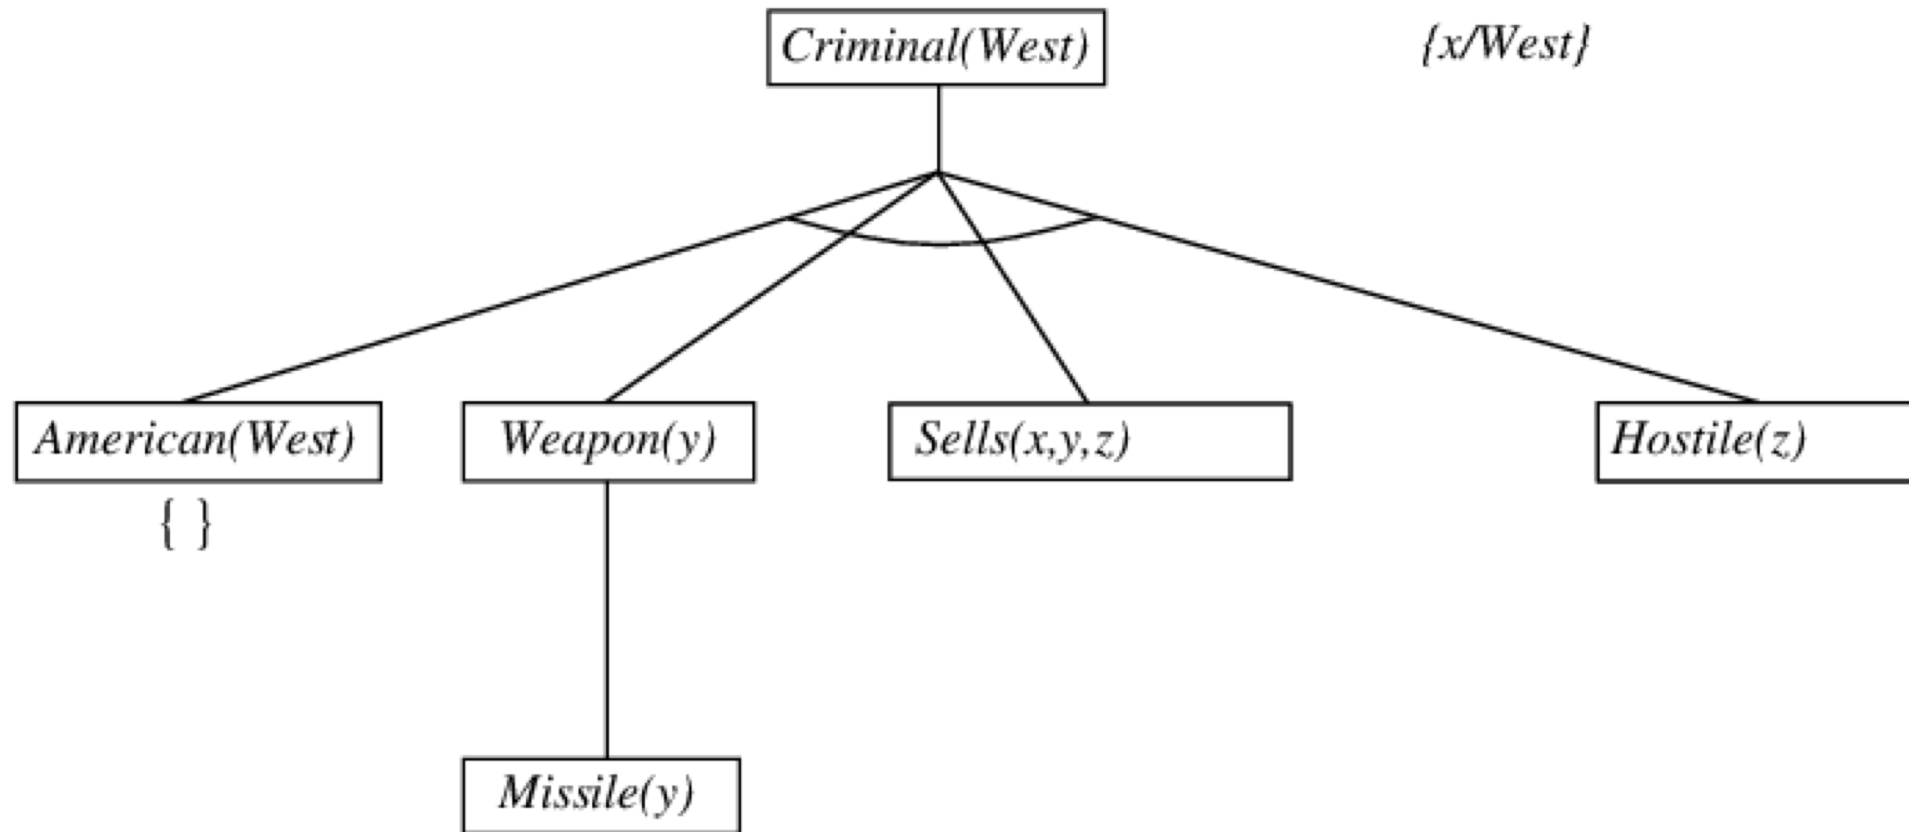 Criminal(West)
{x/West}
American(West)
Weapon(y)
Sells(x,y,z)
Hostile(z)
{ }
Missile(y)